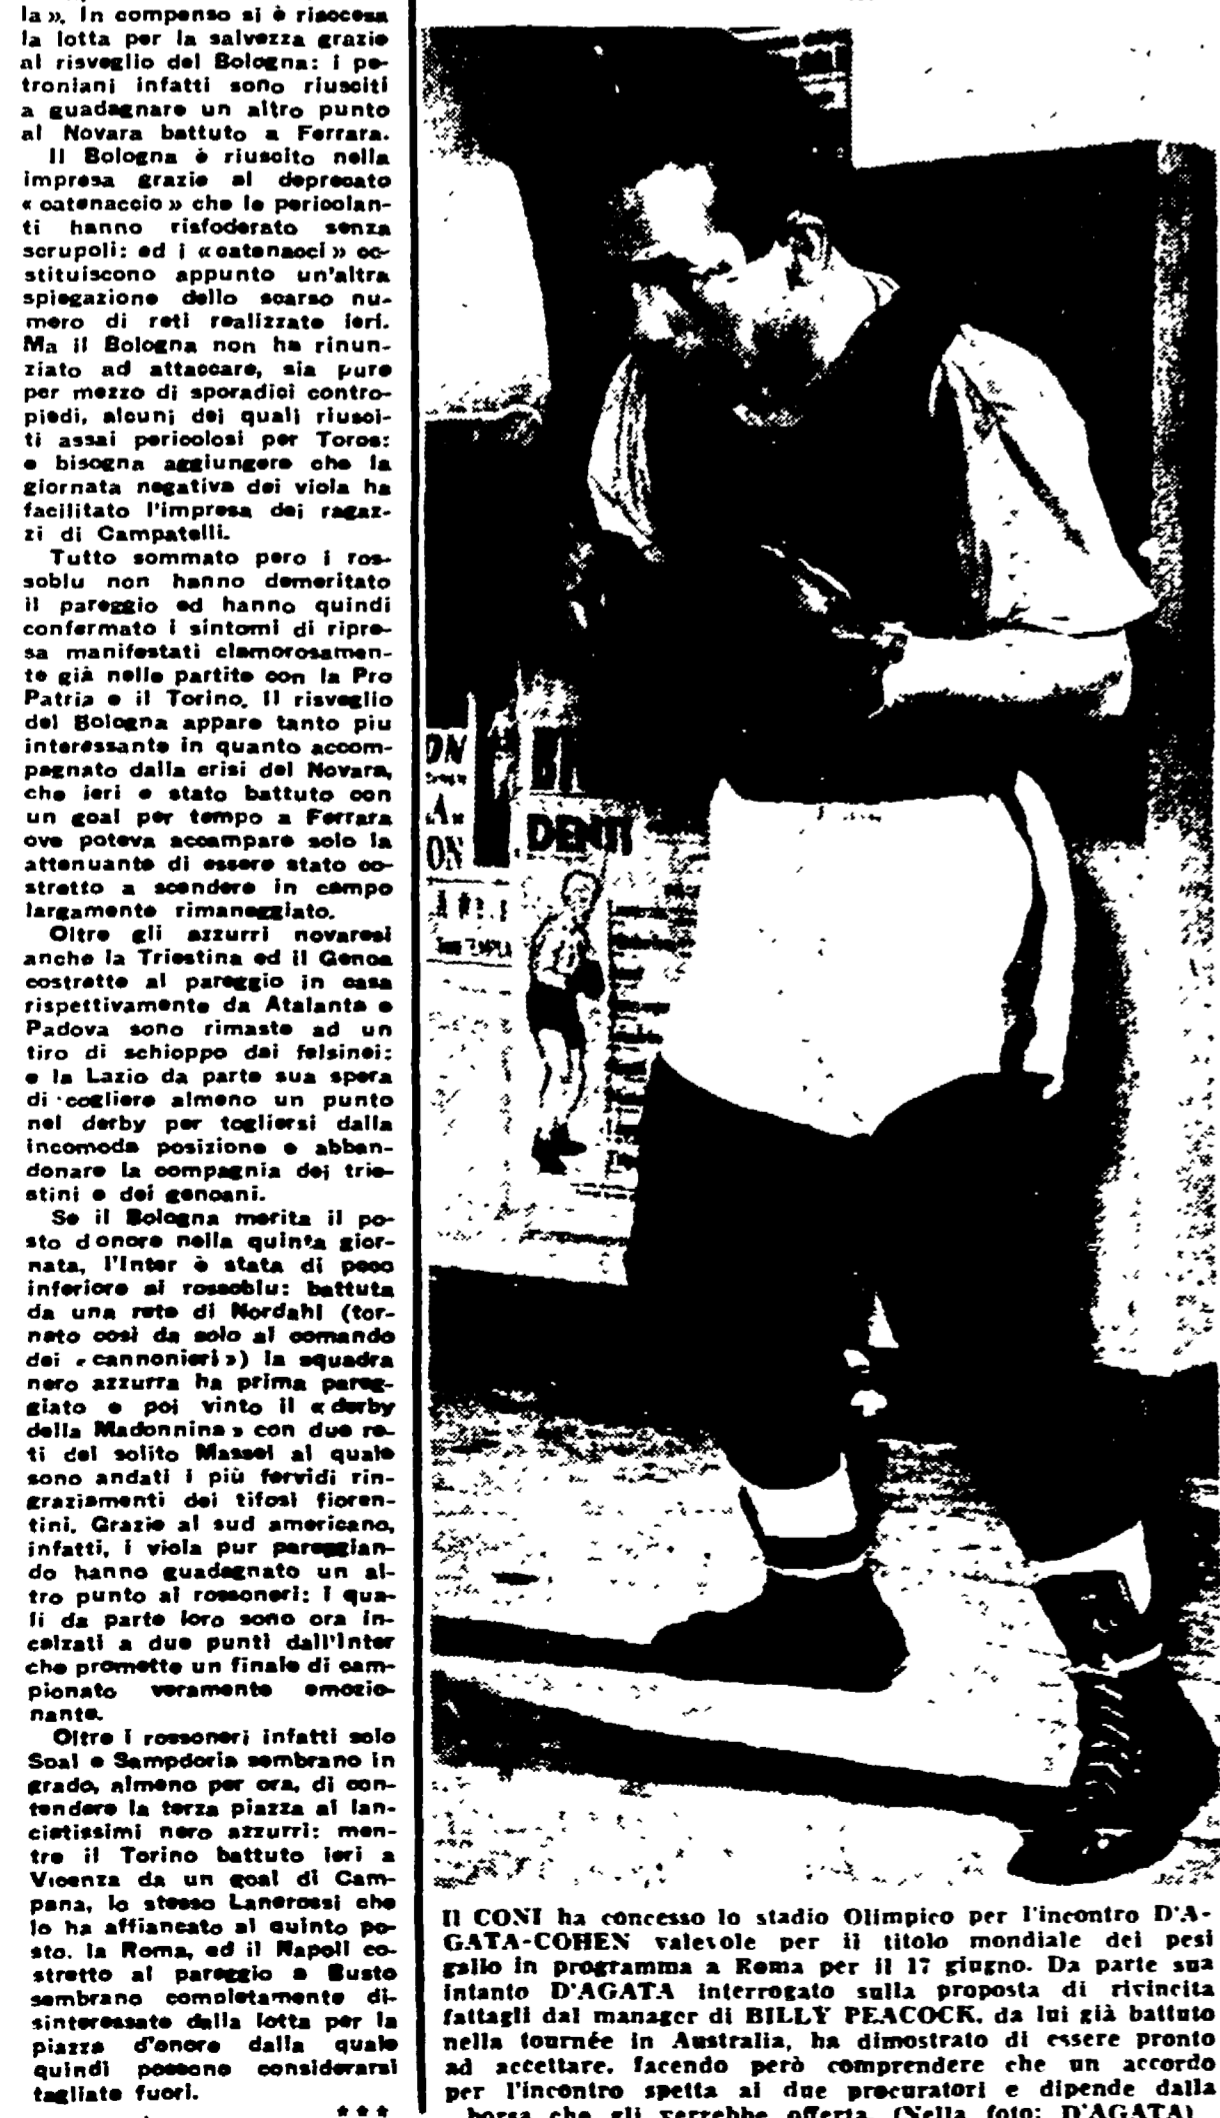 la». In compenso si è riaccesa
la lotta per la salvezza grazie
al risveglio del Bologna: i pe-
troniani infatti sono riusciti
a guadagnare un altro punto
al Novara battuto a Ferrara.
Il Bologna è riuscito nella
impresa grazie al deprecato
« catenaccio » che le pericolan-
ti hanno risfoderato senza
scrupoli: ed i «catenacci» co-
stituiscono appunto un'altra
spiegazione dello scarso nu-
mero di reti realizzate ieri.
Ma il Bologna non ha rinun-
ziato ad attaccare, sia pure
per mezzo di sporadici contro-
piedi, alcuni dei quali riusci-
ti assai pericolosi per Toros:
e bisogna aggiungere che la
giornata negativa dei viola ha
facilitato l'impresa dei ragaz-
zi di Campatelli.
Tutto sommato pero i ros-
soblu non hanno demeritato
il pareggio ed hanno quindi
confermato i sintomi di ripre-
sa manifestati clamorosamen-
te già nelle partite con la Pro
Patria e il Torino. Il risveglio
del Bologna appare tanto piu
interessante in quanto accom-
pagnato dalla crisi del Novara,
che ieri e stato battuto con
un goal per tempo a Ferrara
ove poteva accampare solo la
attenuante di essere stato co-
stretto a scendere in campo
largamente rimaneggiato.
Oltre gli azzurri novaresi
anche la Triestina ed il Genoa
costrette al pareggio in casa
rispettivamente da Atalanta e
Padova sono rimaste ad un
tiro di schioppo dai felsinei:
e la Lazio da parte sua spera
di cogliere almeno un punto
nel derby per togliersi dalla
incomoda posizione e abban-
donare la compagnia dei trie-
stini e dei genoani.
Se il Bologna merita il po-
sto d onore nella quinta gior-
nata, l'Inter è stata di poco
inferiore ai rossoblu: battuta
da una rete di Nordahl (tor-
nato così da solo al comando
dei «cannonieri») la squadra
nero azzurra ha prima pareg-
giato e poi vinto il «derby
della Madonnina» con due re-
ti del solito Massei al quale
sono andati i più fervidi rin-
graziamenti dei tifosi fioren-
tini. Grazie al sud americano,
infatti, i viola pur pareggian-
do hanno guadagnato un al-
tro punto ai rossoneri: i qua-
li da parte loro sono ora in-
calzati a due punti dall'Inter
che promette un finale di cam-
pionato veramente emozio-
nante.
Oltre i rossoneri infatti solo
Spal e Sampdoria sembrano in
grado, almeno per ora, di con-
tendere la terza piazza ai lan-
ciatissimi nero azzurri: men-
tre il Torino battuto ieri a
Vicenza da un goal di Cam-
pana, lo stesso Lanerossi che
lo ha affiancato al quinto po-
sto. la Roma, ed il Napoli co-
stretto al pareggio a Busto
sembrano completamente di-
sinteressate dalla lotta per la
piazza d'onore dalla quale
quindi possono considerarsi
tagliate fuori.
***
ON
ON
DENTI
Il CONI ha concesso lo stadio Olimpico per l'incontro D'A-
GATA-COHEN valevole per il titolo mondiale dei pesi
gallo in programma a Roma per il 17 giugno. Da parte sua
intanto D'AGATA interrogato sulla proposta di rivincita
fattagli dal manager di BILLY PEACOCK. da lui già battuto
nella tournée in Australia, ha dimostrato di essere pronto
ad accettare. facendo però comprendere che un accordo
per l'incontro spetta ai due procuratori e dipende dalla
borsa che gli verrebbe offerta. (Nella foto: D'AGATA)